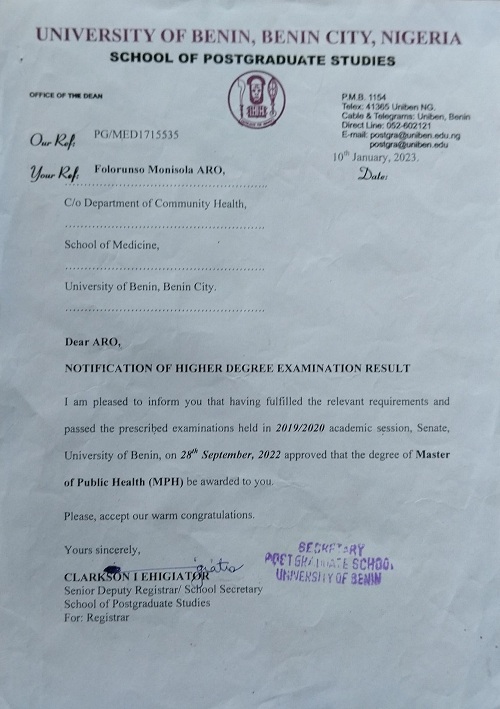 UNIVERSITY OF BENIN, BENIN CITY, NIGERIA
SCHOOL OF POSTGRADUATE STUDIES
OFFICE OF THE DEAN
P.M.B. 1154
Telex: 41365 Uniben NG.
Cable & Telegrams: Uniben, Benin
Direct Line: 052-602121
E-mail: postgra@uniben.edu.ng
postgra@uniben.edu
Our Ref: PG/MED1715535
10th January, 2023.
Your Ref: Folorunso Monisola ARO,
Date:
C/o Department of Community Health,
School of Medicine,
University of Benin, Benin City.
Dear ARO,
NOTIFICATION OF HIGHER DEGREE EXAMINATION RESULT
I am pleased to inform you that having fulfilled the relevant requirements and
passed the prescribed examinations held in 2019/2020 academic session, Senate,
University of Benin, on 28th September, 2022 approved that the degree of Master
of Public Health (MPH) be awarded to you.
Please, accept our warm congratulations.
Yours sincerely,
CLARKSON I EHIGIATOR
Senior Deputy Registrar/ School Secretary
School of Postgraduate Studies
For: Registrar
SECRETARY
POSTGRADUATE SCHOOL
UNIVERSITY OF BENIN